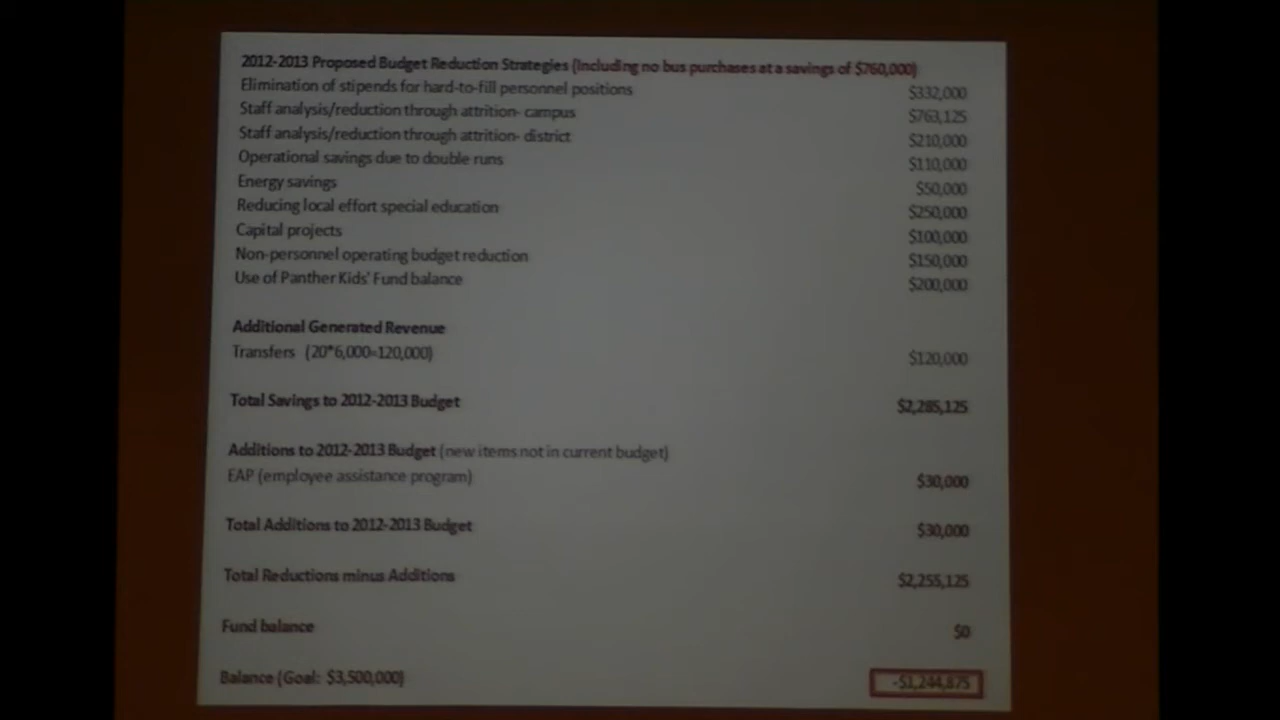 2012-2013 Proposed Budget Reduction Strategies (Including no bus purchases at a savings of $760,000)
Elimination of stipends for hard-to-fill personnel positions $332,000
Staff analysis/reduction through attrition- campus $763,125
Staff analysis/reduction through attrition- district $210,000
Operational savings due to double runs $110,000
Energy savings $50,000
Reducing local effort special education $250,000
Capital projects $100,000
Non-personnel operating budget reduction $150,000
Use of Panther Kids' Fund balance $200,000
Additional Generated Revenue
Transfers (20*6,000=120,000) $120,000
Total Savings to 2012-2013 Budget $2,285,125
Additions to 2012-2013 Budget (new items not in current budget)
EAP (employee assistance program) $30,000
Total Additions to 2012-2013 Budget $30,000
Total Reductions minus Additions $2,255,125
Fund balance $0
Balance (Goal: $3,500,000) -$1,244,875